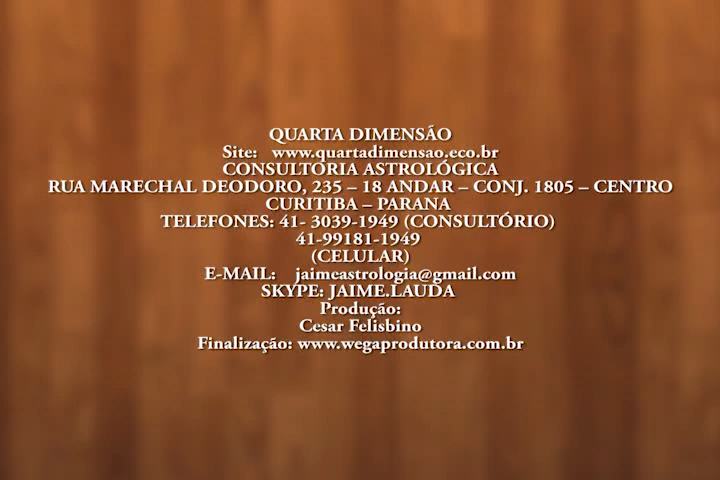 QUARTA DIMENSÃO
Site: www.quartadimensao.eco.br
CONSULTORIA ASTROLÓGICA
RUA MARECHAL DEODORO, 235 – 18 ANDAR – CONJ. 1805 – CENTRO
CURITIBA – PARANA
TELEFONES: 41- 3039-1949 (CONSULTÓRIO)
41-99181-1949
(CELULAR)
E-MAIL: jaimeastrologia@gmail.com
SKYPE: JAIME.LAUDA
Produção:
Cesar Felisbino
Finalização: www.wegaprodutora.com.br